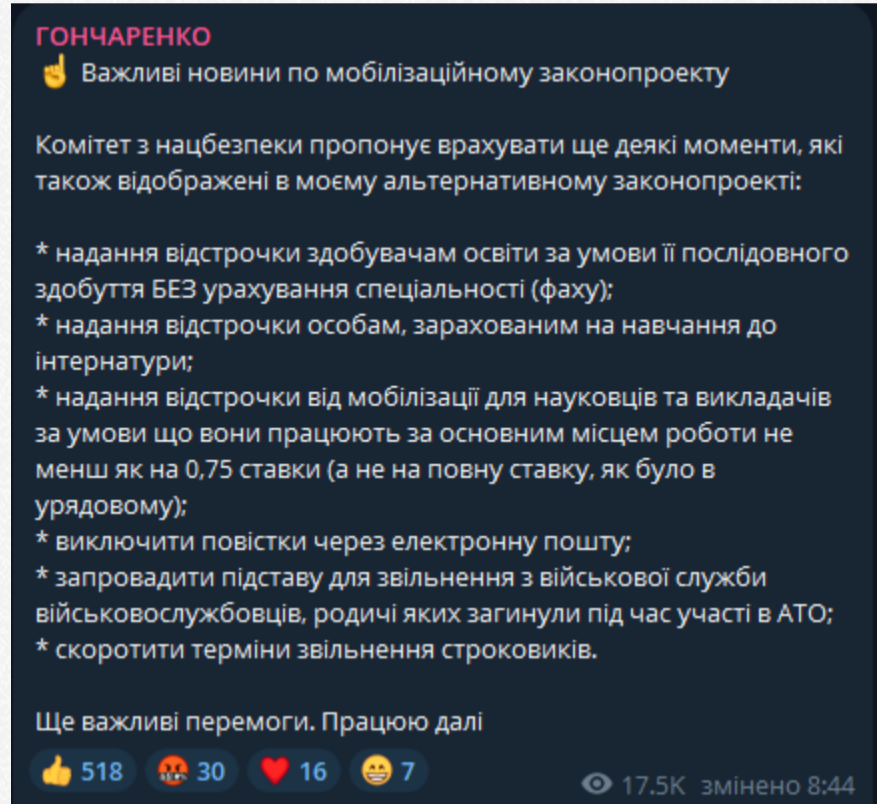 ГОНЧАРЕНКО
☝ Важливі новини по мобілізаційному законопроекту
Комітет з нацбезпеки пропонує врахувати ще деякі моменти, які
також відображені в моєму альтернативному законопроекті:
* надання відстрочки здобувачам освіти за умови її послідовного
здобуття БЕЗ урахування спеціальності (фаху);
* надання відстрочки особам, зарахованим на навчання до
інтернатури;
* надання відстрочки від мобілізації для науковців та викладачів
за умови що вони працюють за основним місцем роботи не
менш як на 0,75 ставки (а не на повну ставку, як було в
урядовому);
* виключити повістки через електронну пошту;
* запровадити підставу для звільнення з військової служби
військовослужбовців, родичі яких загинули під час участі в АТО;
* скоротити терміни звільнення строковиків.
Ще важливі перемоги. Працюю далі
👍 518 🤬 30 ❤ 16 😁 7
17.5K змінено 8:44